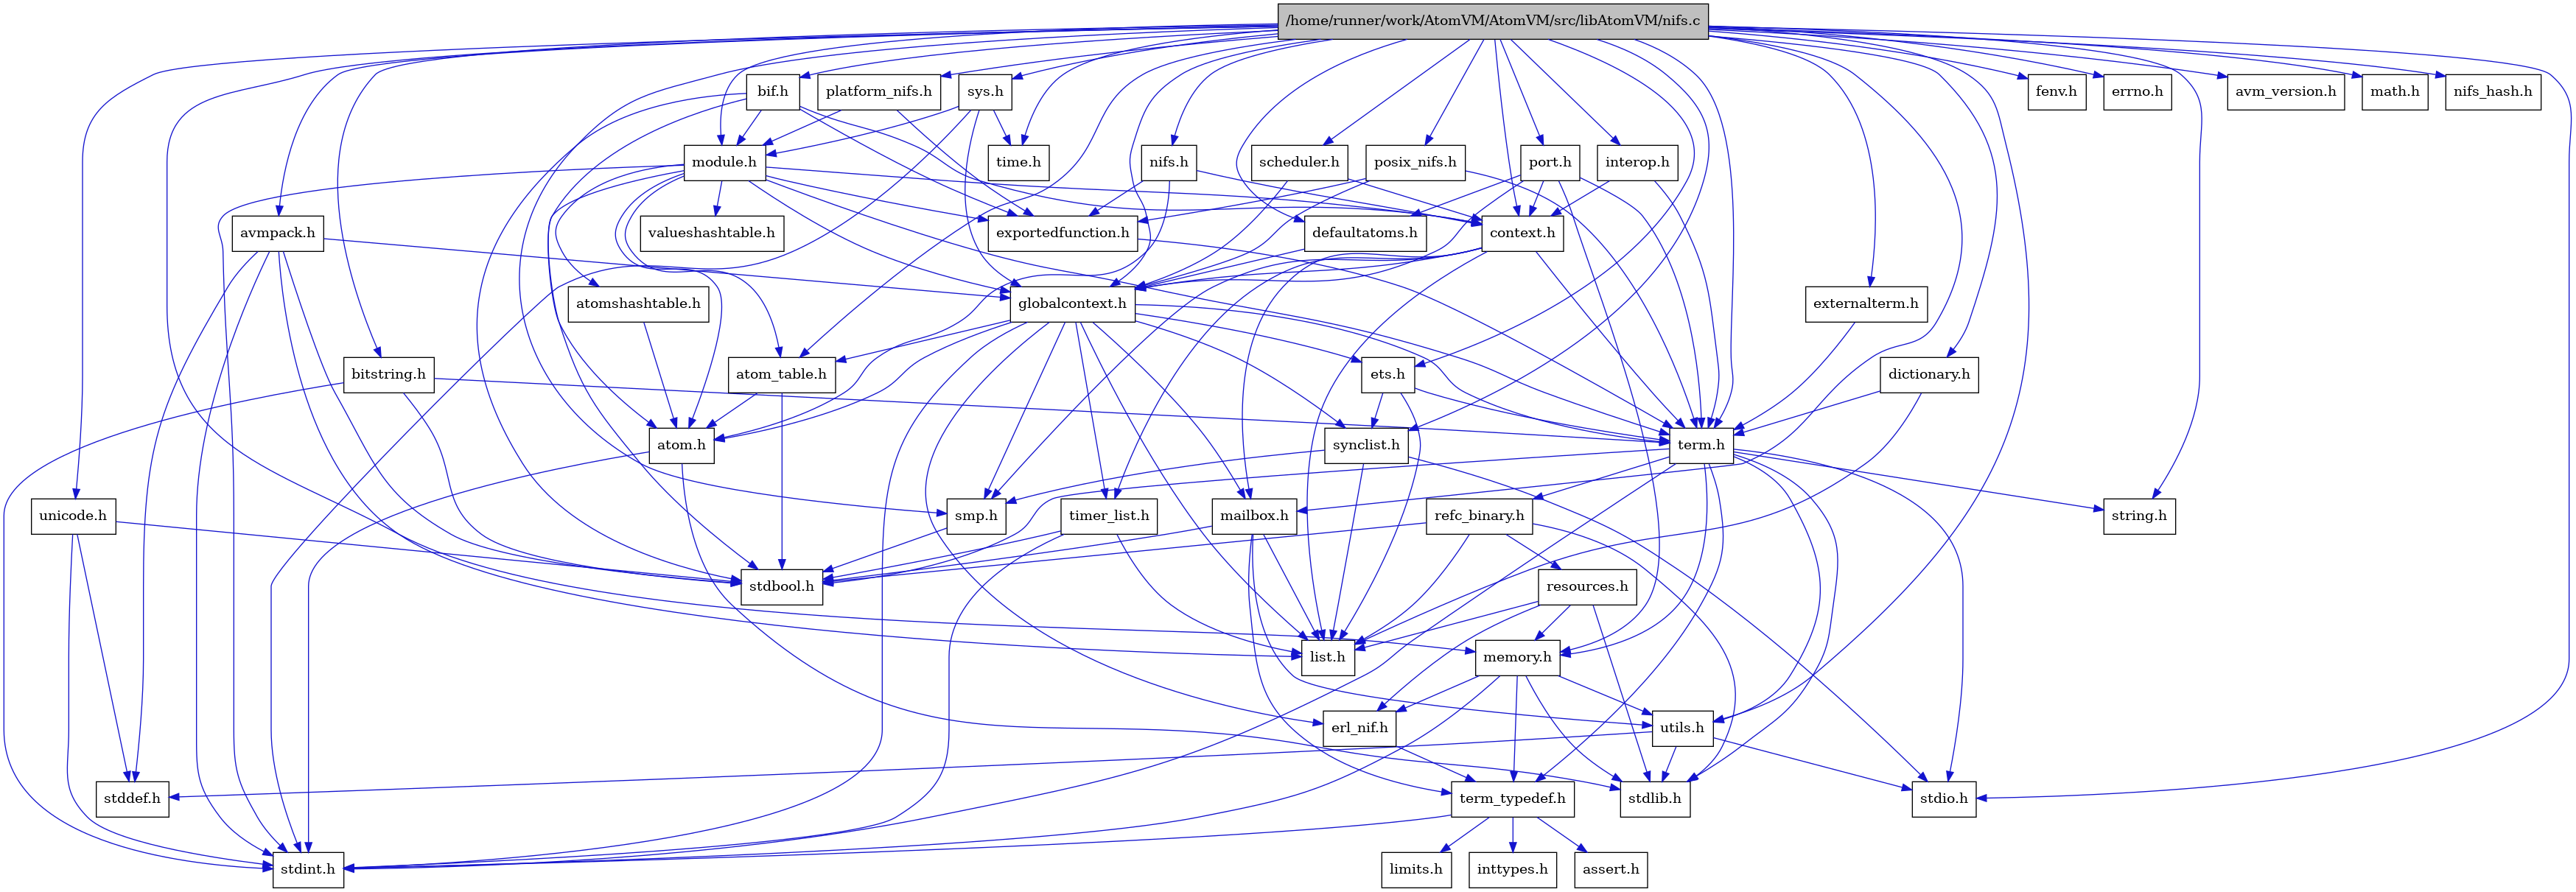 /home/runner/work/AtomVM/AtomVM/src/libAtomVM/nifs.c
bif.h
platform_nifs.h
sys.h
fenv.h
errno.h
avm_version.h
math.h
nifs_hash.h
module.h
time.h
nifs.h
scheduler.h
posix_nifs.h
port.h
interop.h
avmpack.h
valueshashtable.h
exportedfunction.h
defaultatoms.h
context.h
atomshashtable.h
globalcontext.h
externalterm.h
bitstring.h
atom_table.h
ets.h
dictionary.h
atom.h
synclist.h
term.h
unicode.h
smp.h
timer_list.h
mailbox.h
refc_binary.h
string.h
stdbool.h
resources.h
list.h
memory.h
erl_nif.h
utils.h
stddef.h
term_typedef.h
stdlib.h
stdio.h
stdint.h
limits.h
inttypes.h
assert.h